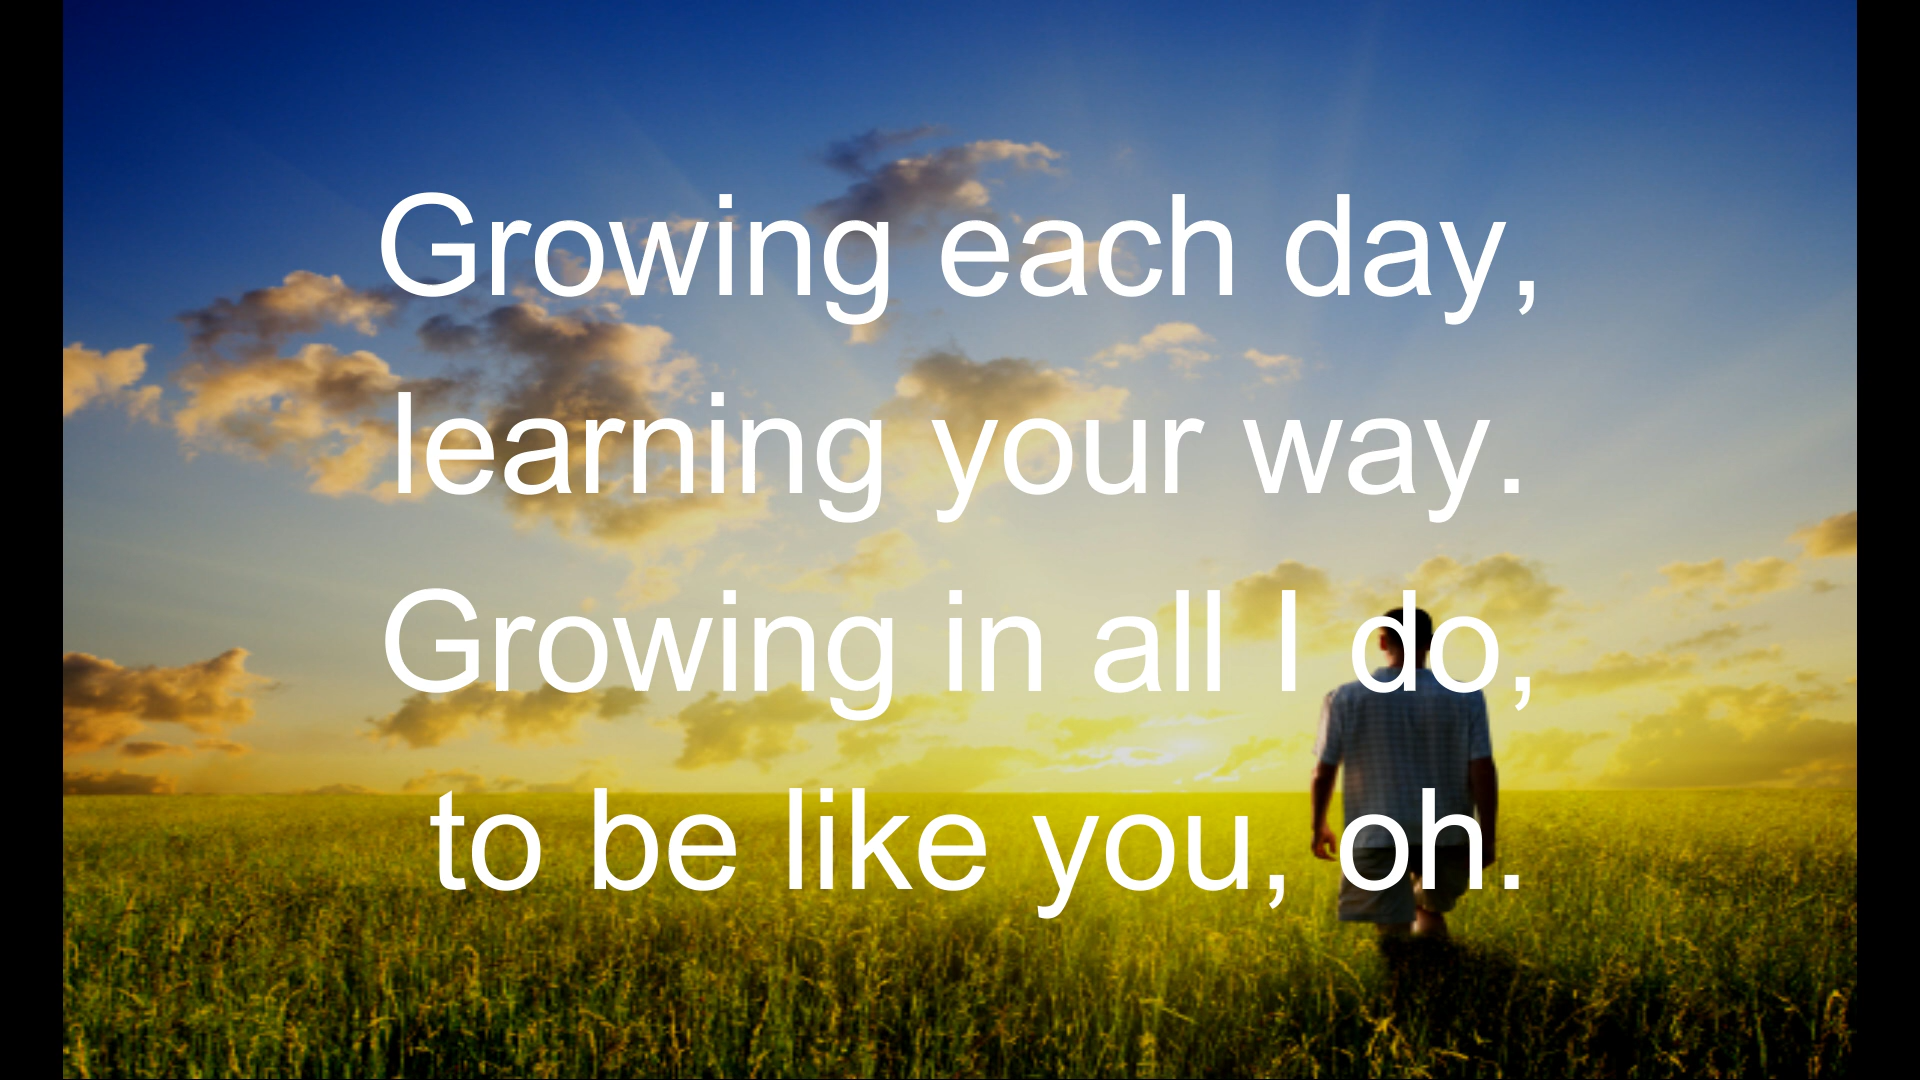 Growing each day,
learning your way.
Growing in all I do,
to be like you, oh.